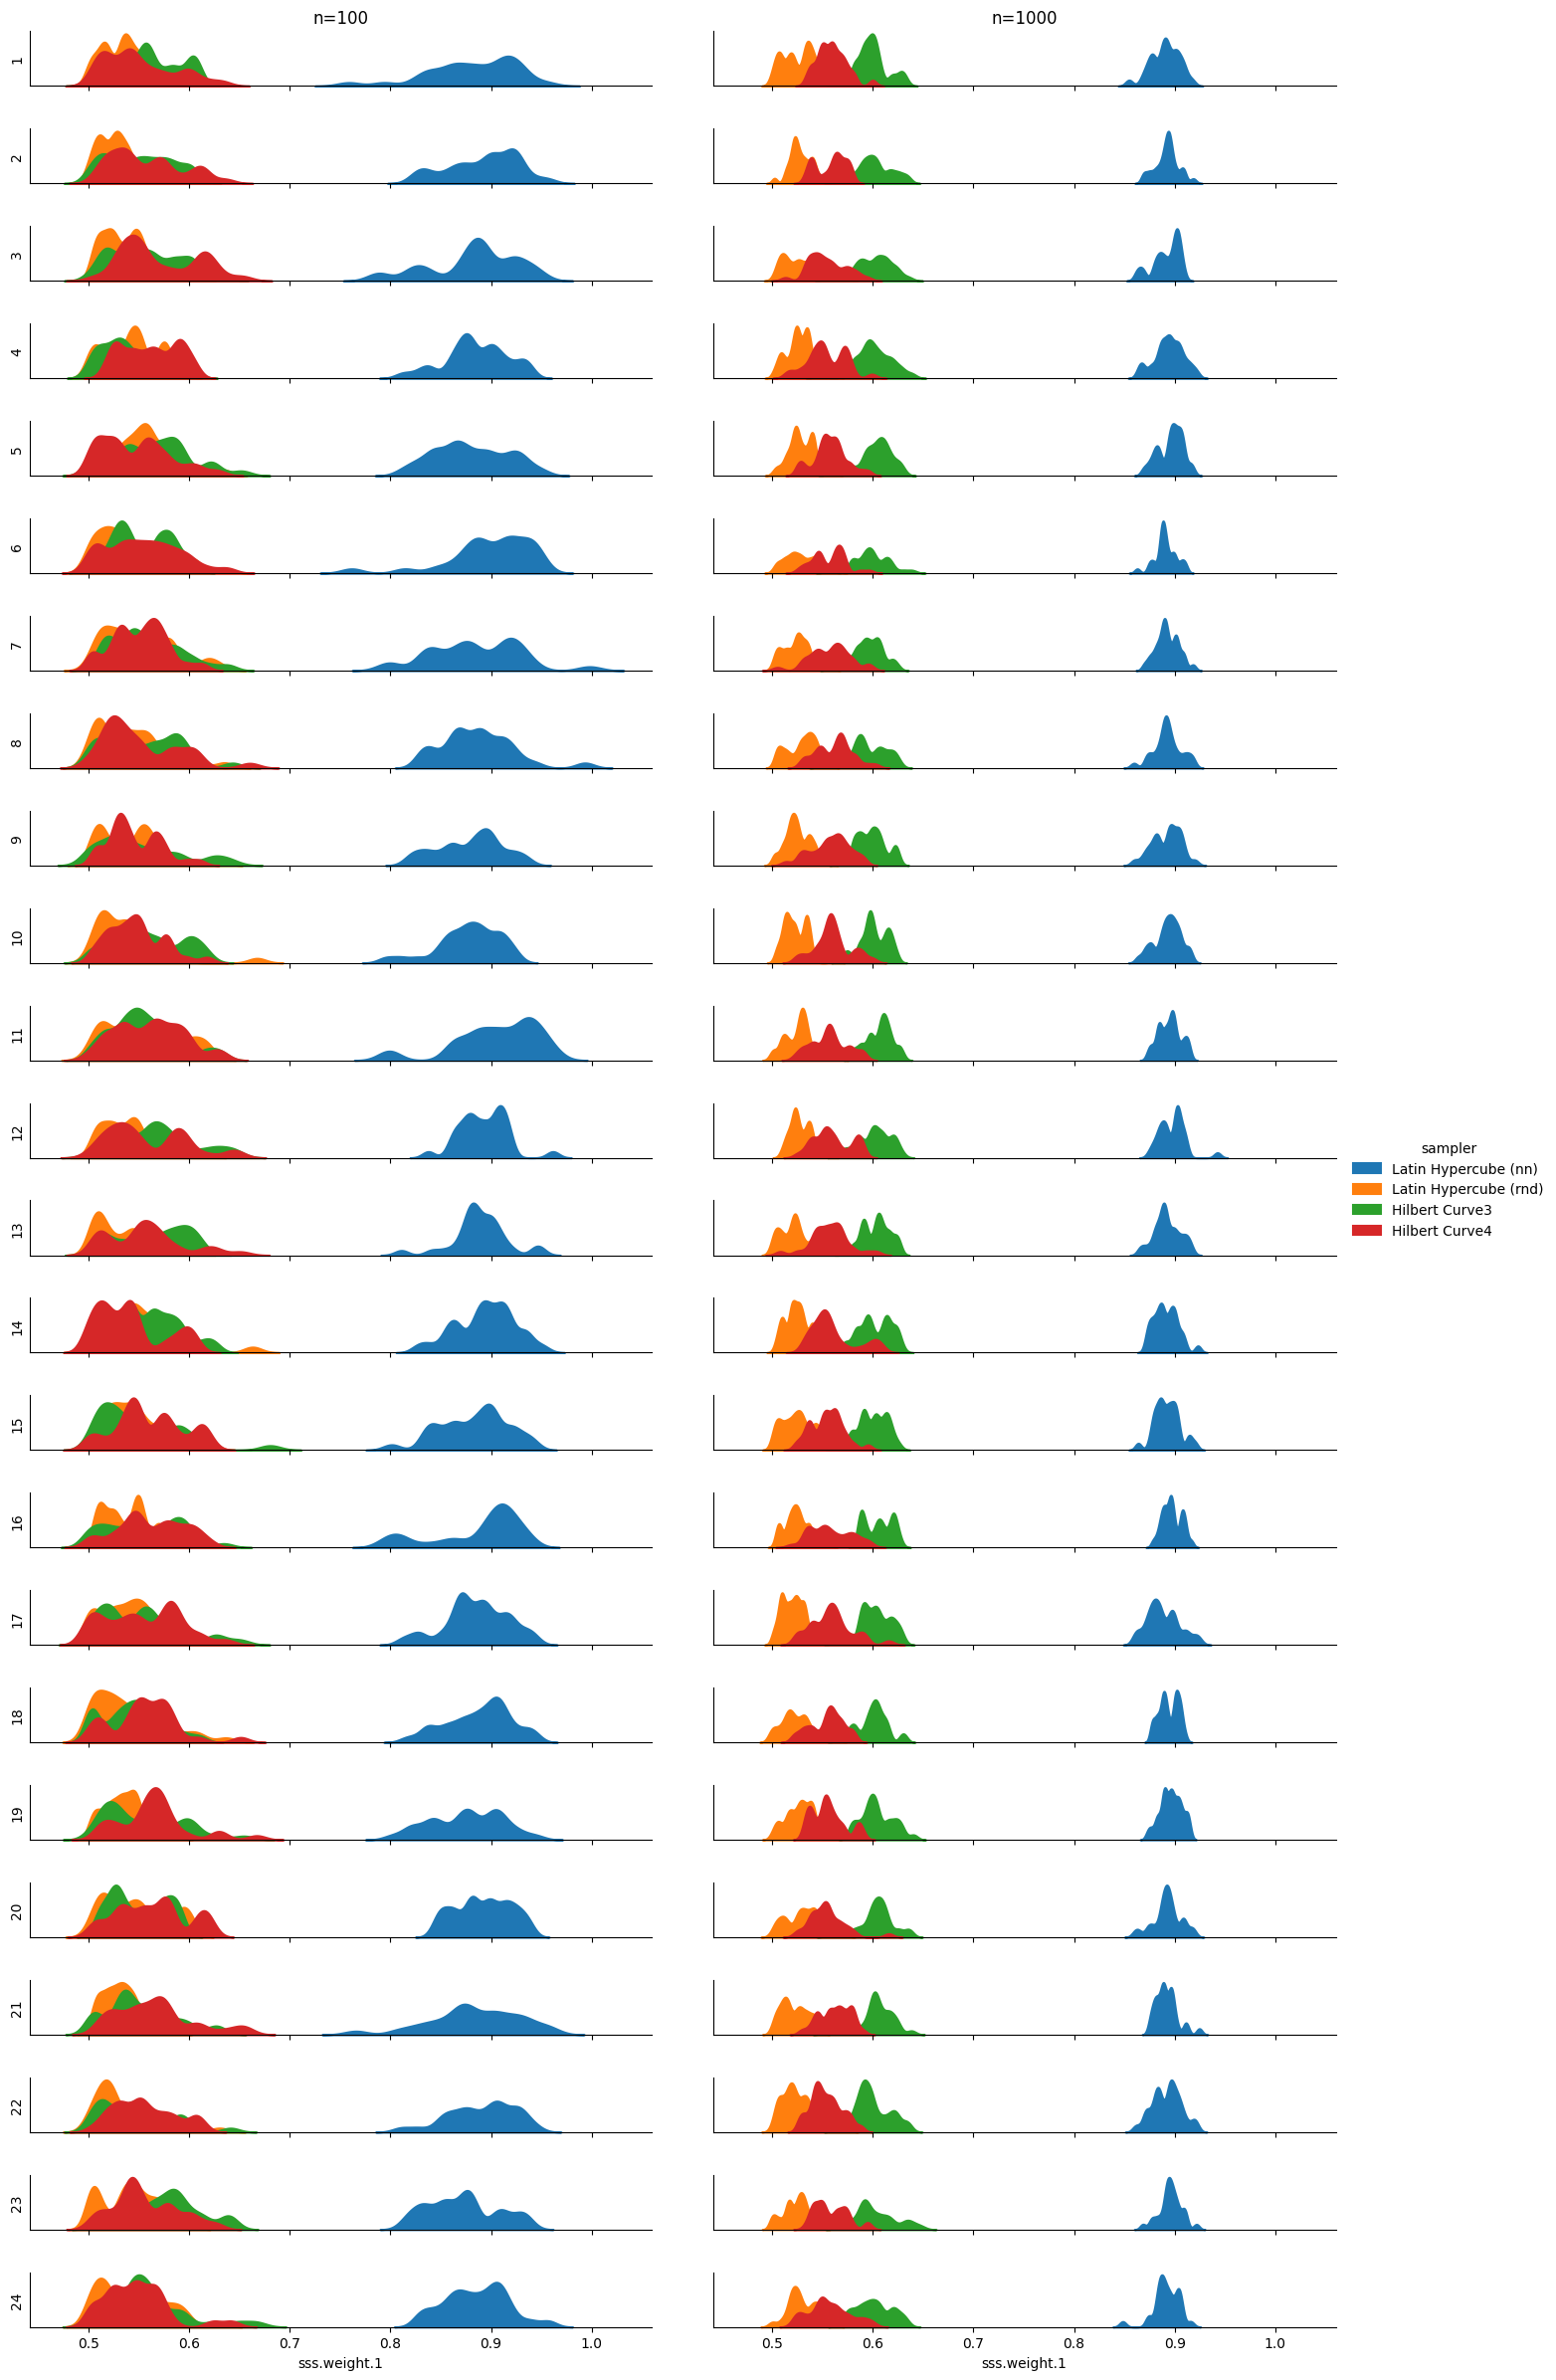 n=100
n=1000
1
2
3
4
5
6
7
8
9
10
11
12
sampler
Latin Hypercube (nn)
Latin Hypercube (rnd)
Hilbert Curve3
Hilbert Curve4
13
14
15
16
17
18
19
20
21
22
23
24
0.5 0.6 0.7 0.8 0.9 1.0
0.5 0.6 0.7 0.8 0.9 1.0
sss.weight.1
sss.weight.1